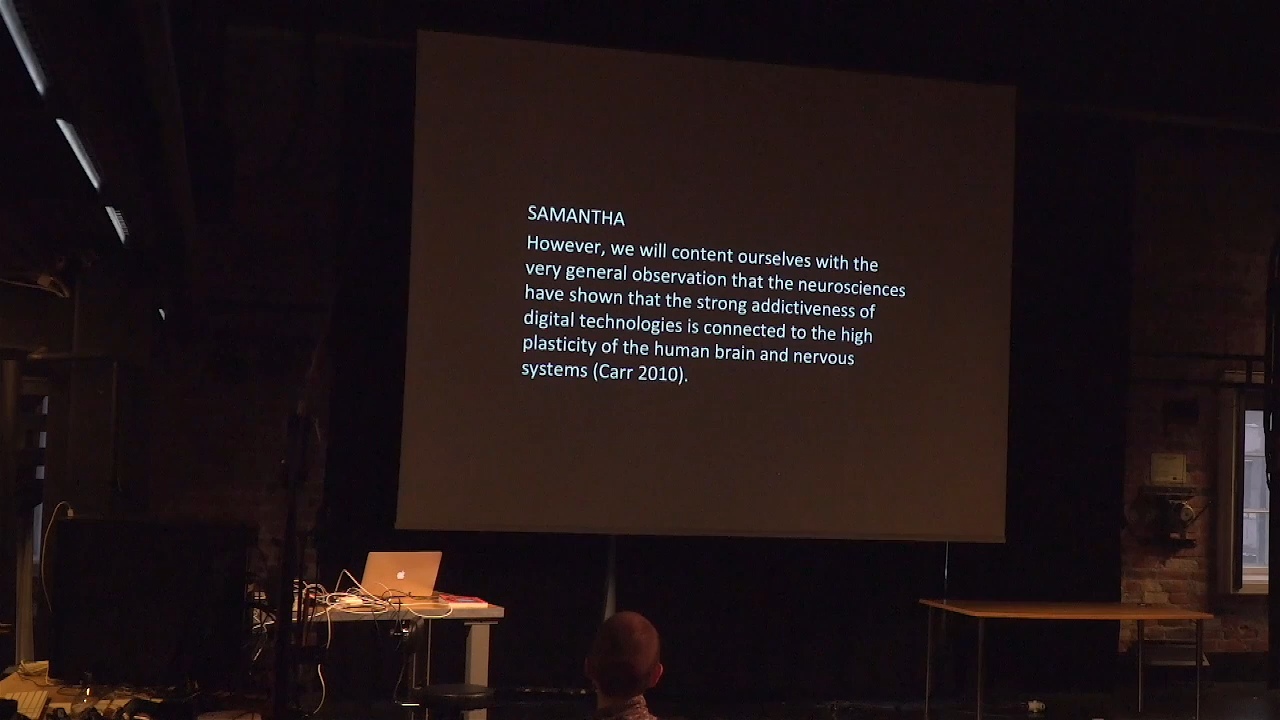 SAMANTHA
However, we will content ourselves with the
very general observation that the neurosciences
have shown that the strong addictiveness of
digital technologies is connected to the high
plasticity of the human brain and nervous
systems (Carr 2010).